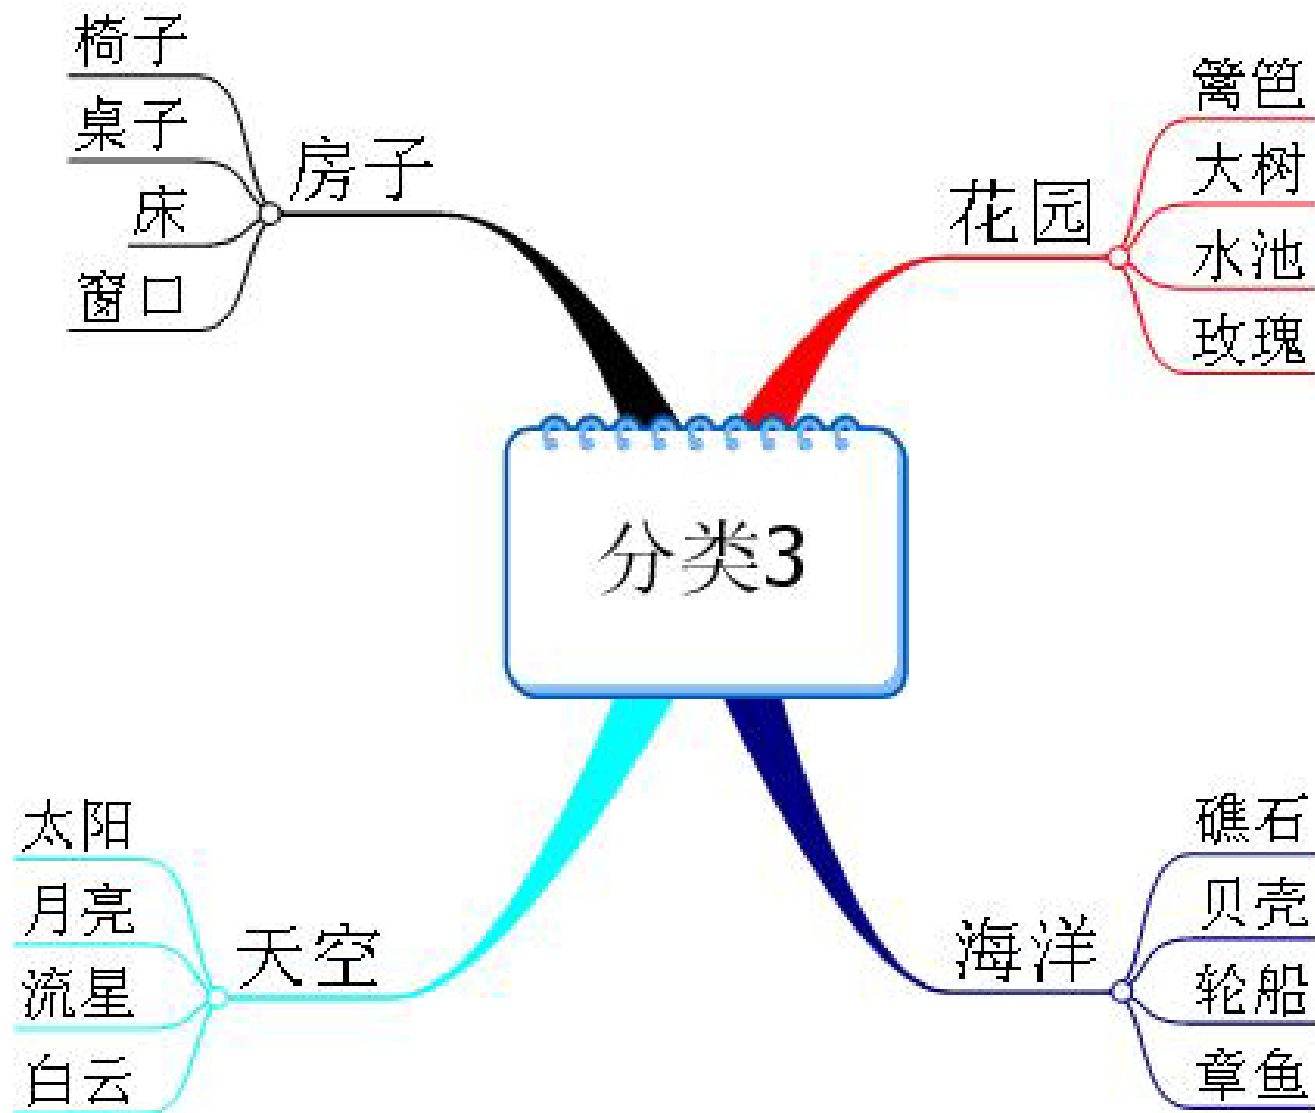 椅子
桌子
床
窗口
房子
花园
篱笆
大树
水池
玫瑰
分类3
太阳
月亮
流星
白云
天空
海洋
礁石
贝壳
轮船
章鱼